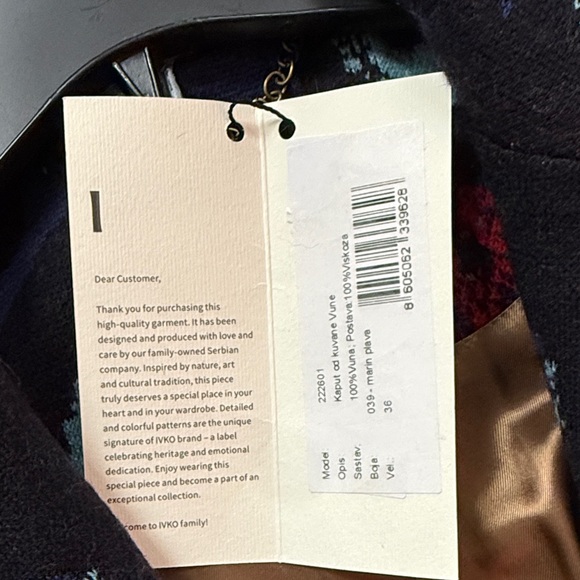 I
Dear Customer,
Thank you for purchasing this
high-quality garment. It has been
designed and produced with love and
care by our family-owned Serbian
company. Inspired by nature, art
and cultural tradition, this piece
truly deserves a special place in your
heart and in your wardrobe. Detailed
and colorful patterns are the unique
signature of IVKO brand – a label
celebrating heritage and emotional
dedication. Enjoy wearing this
special piece and become a part of an
exceptional collection.
come to IVKO family!
Model 222601
Opis Kaput od kuvane Vune
Sastav: 100%Vuna; Postava:100%Viskoza
Boja 039 - marin plava
Vel.: 36
8 605062 339628